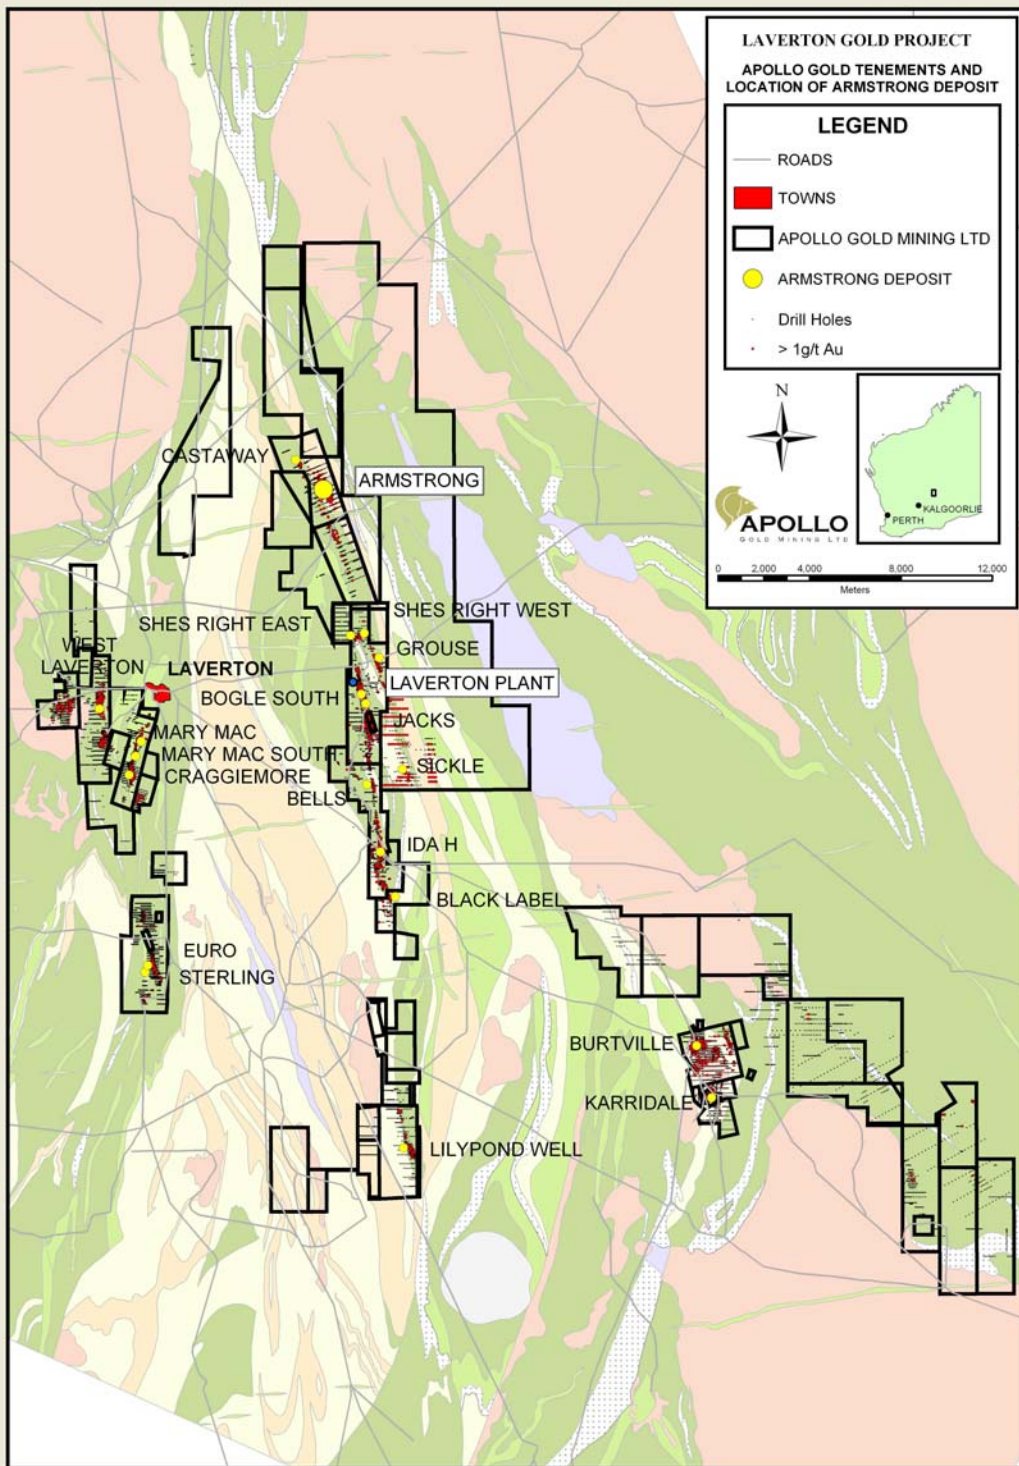 LAVERTON GOLD PROJECT
APOLLO GOLD TENEMENTS AND
LOCATION OF ARMSTRONG DEPOSIT
LEGEND
ROADS
TOWNS
APOLLO GOLD MINING LTD
ARMSTRONG DEPOSIT
Drill Holes
> 1g/t Au
N
KALGOORLIE
PERTH
APOLLO
GOLD MINING LTD
0 2,000 4,000 8,000 12,000
Meters
CASTAWAY
ARMSTRONG
SHES RIGHT WEST
SHES RIGHT EAST
GROUSE
WEST
LAVERTON
LAVERTON
LAVERTON PLANT
BOGLE SOUTH
JACKS
MARY MAC
MARY MAC SOUTH
CRAGGIEMORE
SICKLE
BELLS
IDA H
BLACK LABEL
EURO
STERLING
BURTVILLE
KARRIDALE
LILYPOND WELL